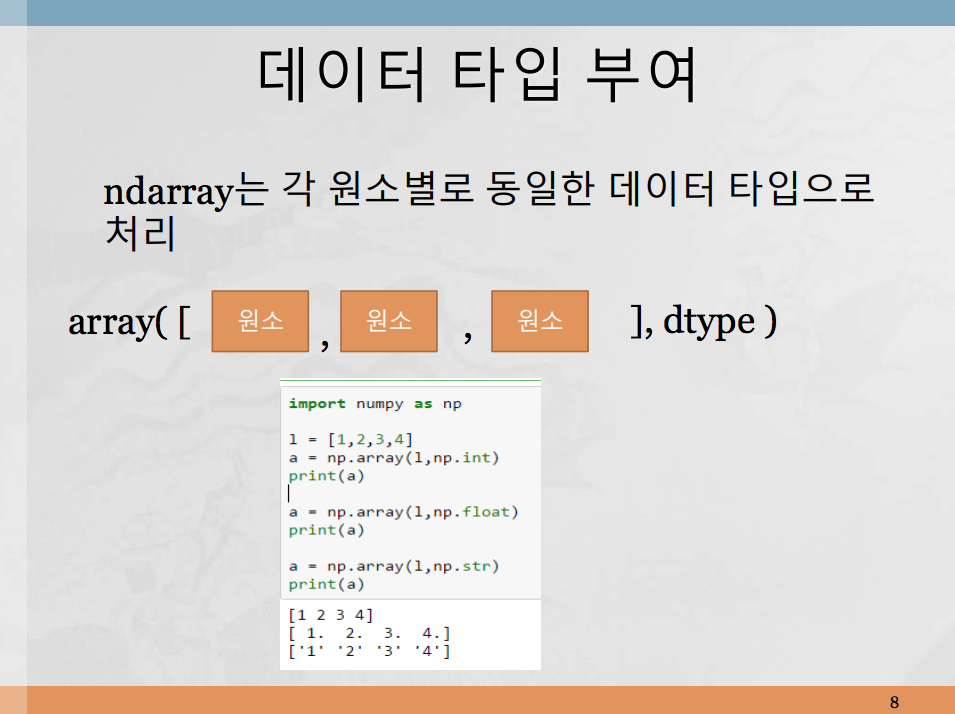 데이터 타입 부여
ndarray는 각 원소별로 동일한 데이터 타입으로
처리
array( [ 원소 , 원소 , 원소 ], dtype )
import numpy as np
l = [1,2,3,4]
a = np.array(l,np.int)
print(a)
a = np.array(l,np.float)
print(a)
a = np.array(l,np.str)
print(a)
[1 2 3 4]
[ 1.  2.  3.  4.]
['1' '2' '3' '4']
8